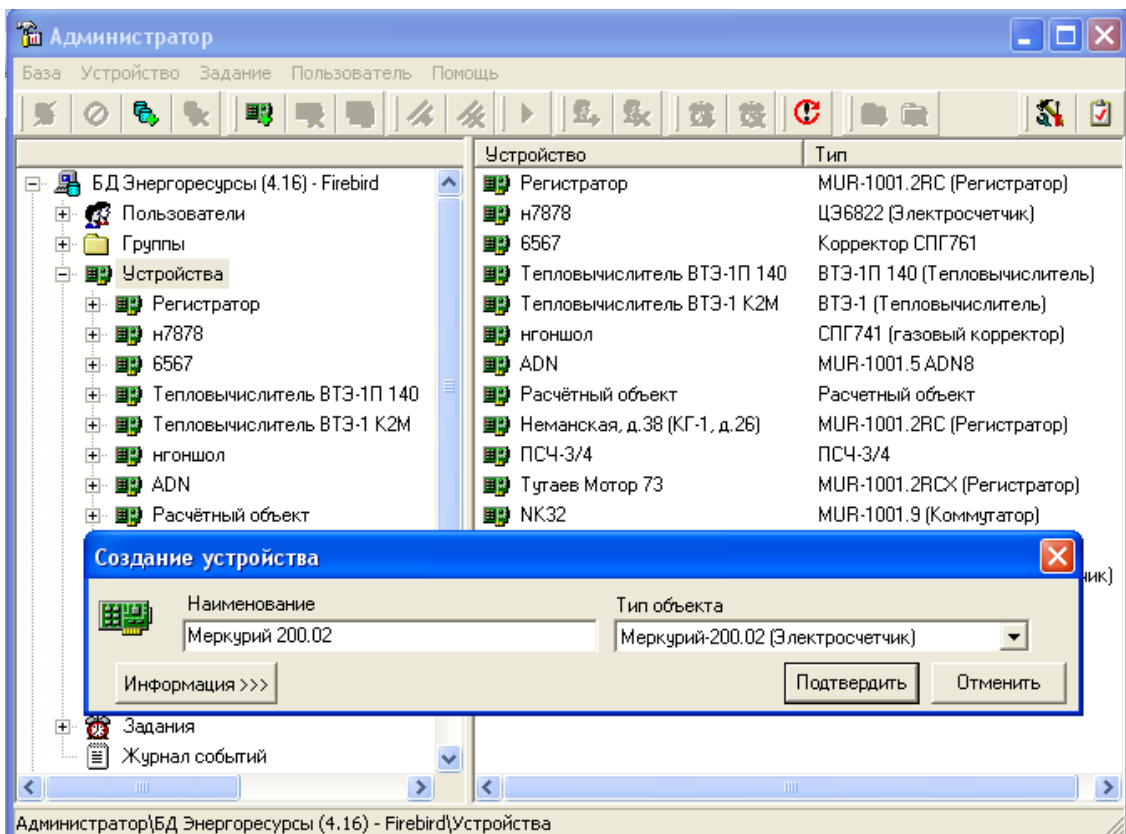 Администратор
База Устройство Задание Пользователь Помощь
Устройство Тип
БД Энергоресурсы (4.16) - Firebird
Пользователи
Группы
Устройства
Регистратор
н7878
6567
Тепловычислитель ВТЭ-1П 140
Тепловычислитель ВТЭ-1 К2М
нгоншол
ADN
Расчётный объект
Регистратор MUR-1001.2RC (Регистратор)
н7878 ЦЭ6822 (Электросчетчик)
6567 Корректор СПГ761
Тепловычислитель ВТЭ-1П 140 ВТЭ-1П 140 (Тепловычислитель)
Тепловычислитель ВТЭ-1 К2М ВТЭ-1 (Тепловычислитель)
нгоншол СПГ741 (газовый корректор)
ADN MUR-1001.5 ADN8
Расчётный объект Расчетный объект
Неманская, д.38 (КГ-1, д.26) MUR-1001.2RC (Регистратор)
ПСЧ-3/4 ПСЧ-3/4
Тутаев Мотор 73 MUR-1001.2RCX (Регистратор)
NK32 MUR-1001.9 (Коммутатор)
чик)
Создание устройства
Наименование Тип объекта
Меркурий 200.02 Меркурий-200.02 (Электросчетчик)
Информация >>> Подтвердить Отменить
Задания
Журнал событий
Администратор\БД Энергоресурсы (4.16) - Firebird\Устройства